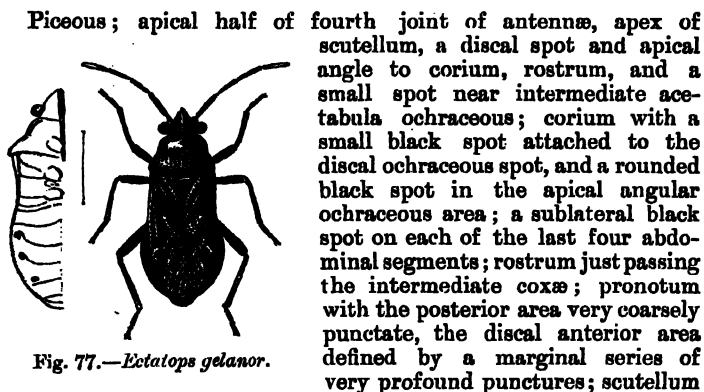 Piceous; apical half of fourth joint of antennæ, apex of
scutellum, a discal spot and apical
angle to corium, rostrum, and a
small spot near intermediate ace-
tabula ochraceous; corium with a
small black spot attached to the
discal ochraceous spot, and a rounded
black spot in the apical angular
ochraceous area; a sublateral black
spot on each of the last four abdo-
minal segments; rostrum just passing
the intermediate coxæ; pronotum
with the posterior area very coarsely
punctate, the discal anterior area
defined by a marginal series of
very profound punctures; scutellum
Fig. 77.—Ectatops gelanor.